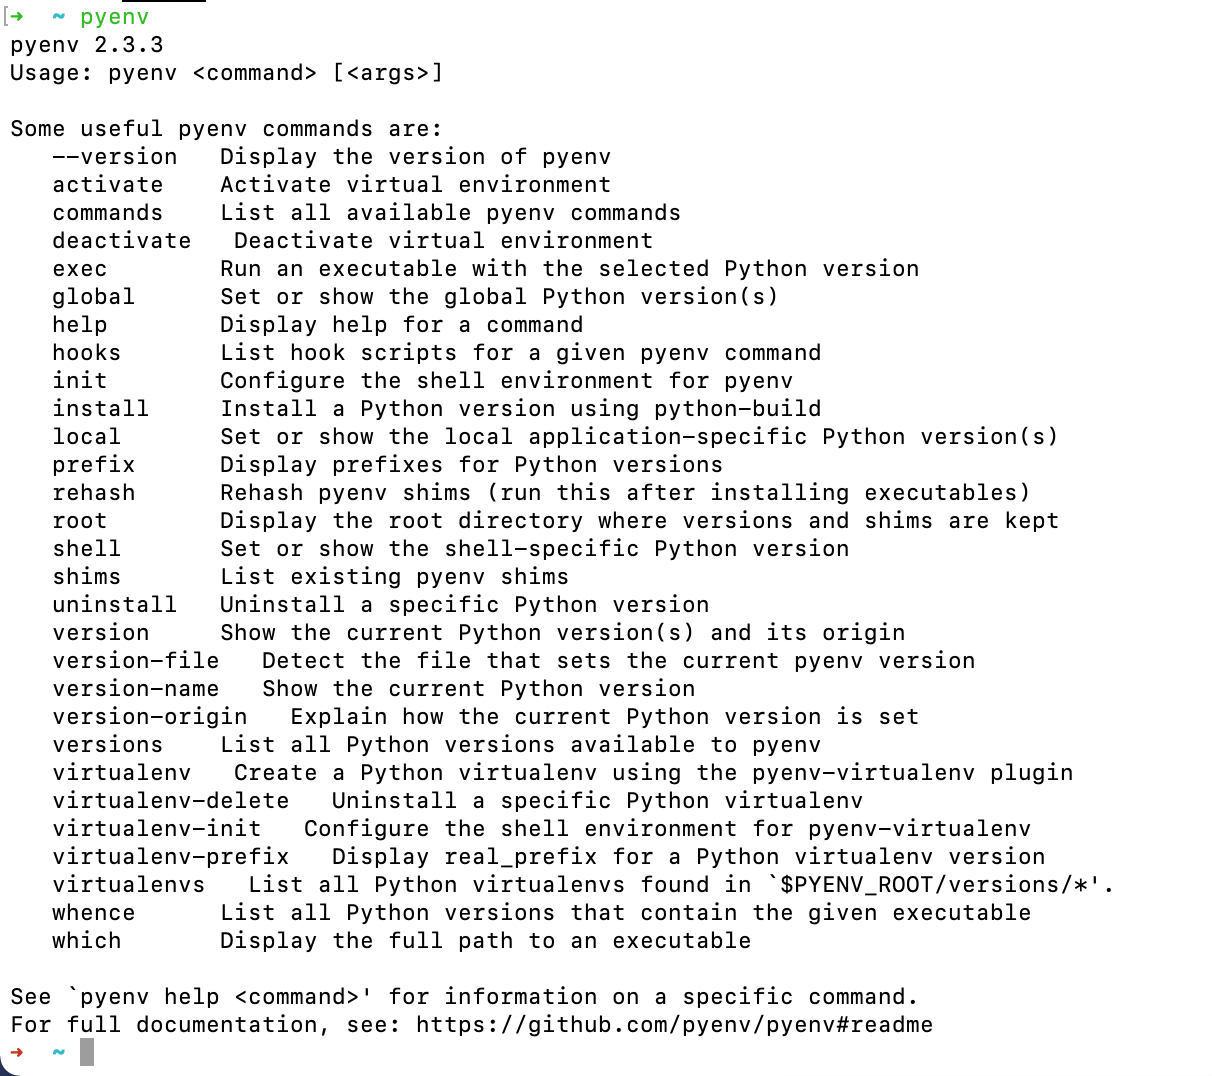 [➜  ~ pyenv
pyenv 2.3.3
Usage: pyenv <command> [<args>]

Some useful pyenv commands are:
   --version   Display the version of pyenv
   activate    Activate virtual environment
   commands    List all available pyenv commands
   deactivate   Deactivate virtual environment
   exec        Run an executable with the selected Python version
   global      Set or show the global Python version(s)
   help        Display help for a command
   hooks       List hook scripts for a given pyenv command
   init        Configure the shell environment for pyenv
   install     Install a Python version using python-build
   local       Set or show the local application-specific Python version(s)
   prefix      Display prefixes for Python versions
   rehash      Rehash pyenv shims (run this after installing executables)
   root        Display the root directory where versions and shims are kept
   shell       Set or show the shell-specific Python version
   shims       List existing pyenv shims
   uninstall   Uninstall a specific Python version
   version     Show the current Python version(s) and its origin
   version-file   Detect the file that sets the current pyenv version
   version-name   Show the current Python version
   version-origin   Explain how the current Python version is set
   versions    List all Python versions available to pyenv
   virtualenv   Create a Python virtualenv using the pyenv-virtualenv plugin
   virtualenv-delete   Uninstall a specific Python virtualenv
   virtualenv-init   Configure the shell environment for pyenv-virtualenv
   virtualenv-prefix   Display real_prefix for a Python virtualenv version
   virtualenvs   List all Python virtualenvs found in `$PYENV_ROOT/versions/*'.
   whence      List all Python versions that contain the given executable
   which       Display the full path to an executable

See `pyenv help <command>' for information on a specific command.
For full documentation, see: https://github.com/pyenv/pyenv#readme
➜  ~